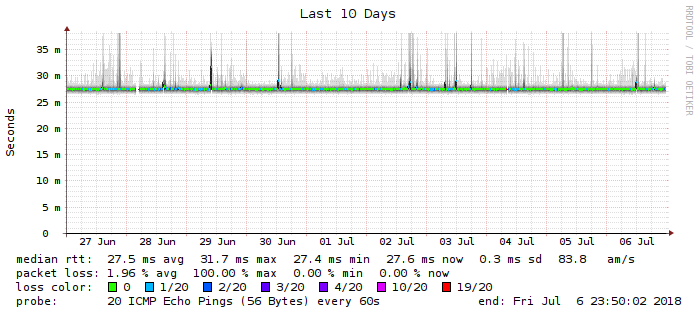 Last 10 Days
RRDTOOL / TOBI OETIKER
Seconds
35 m
30 m
25 m
20 m
15 m
10 m
5 m
0
27 Jun 28 Jun 29 Jun 30 Jun 01 Jul 02 Jul 03 Jul 04 Jul 05 Jul 06 Jul
median rtt: 27.5 ms avg 31.7 ms max 27.4 ms min 27.6 ms now 0.3 ms sd 83.8 am/s
packet loss: 1.96 % avg 100.00 % max 0.00 % min 0.00 % now
loss color: 0 1/20 2/20 3/20 4/20 10/20 19/20
probe: 20 ICMP Echo Pings (56 Bytes) every 60s end: Fri Jul 6 23:50:02 2018